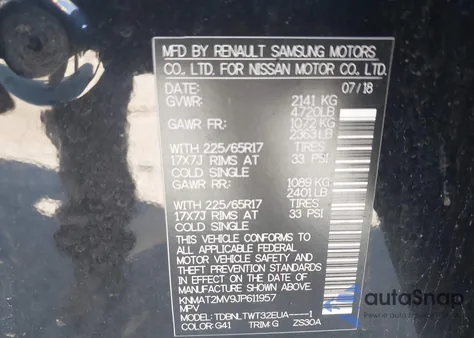 MFD BY RENAULT SAMSUNG MOTORS
CO., LTD. FOR NISSAN MOTOR CO., LTD.
DATE: 07/18
GVWR: 2141 KG
4720LB
GAWR FR: 1072 KG
2363LB
WITH 225/65R17 TIRES
17X7J RIMS AT 33 PSI
COLD SINGLE
GAWR RR: 1089 KG
2401 LB
WITH 225/65R17 TIRES
17X7J RIMS AT 33 PSI
COLD SINGLE
THIS VEHICLE CONFORMS TO
ALL APPLICABLE FEDERAL
MOTOR VEHICLE SAFETY AND
THEFT PREVENTION STANDARDS
IN EFFECT ON THE DATE OF
MANUFACTURE SHOWN ABOVE.
KNMAT2MV9JP611957
MPV
MODEL: TDBNLTWT32EUA----1
COLOR:G41 TRIM:G ZS30A
autoSnap
www.autosnap.com